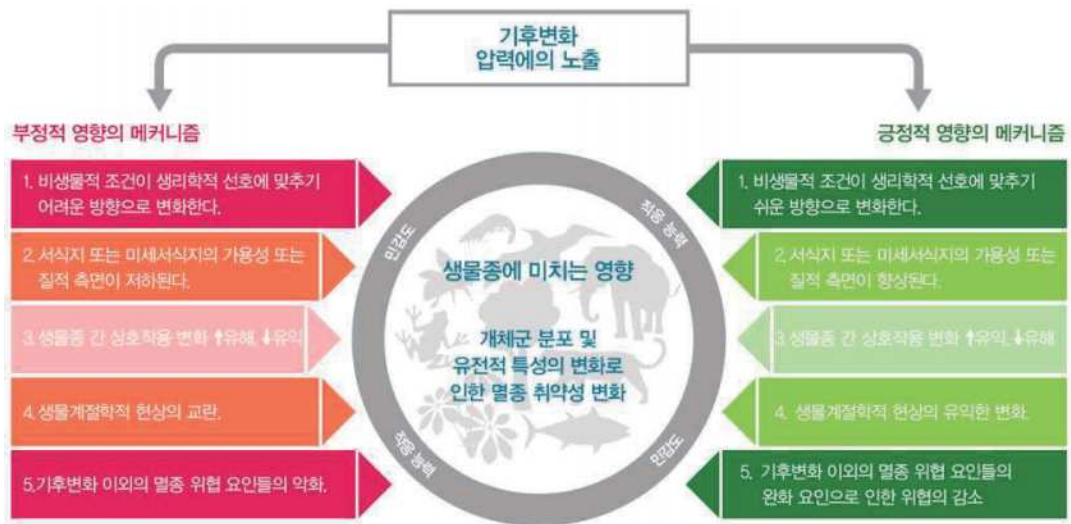 기후변화
압력에의 노출
부정적 영향의 메커니즘
1. 비생물적 조건이 생리학적 선호에 맞추기
어려운 방향으로 변화한다.
2. 서식지 또는 미세서식지의 가용성 또는
질적 측면이 저하된다.
3. 생물종 간 상호작용 변화 ⬆유해, ⬇유익
4. 생물계절학적 현상의 교란.
5.기후변화 이외의 멸종 위협 요인들의 악화.
민감도
적응 능력
생물종에 미치는 영향
개체군 분포 및
유전적 특성의 변화로
인한 멸종 취약성 변화
적응 능력
민감도
긍정적 영향의 메커니즘
1. 비생물적 조건이 생리학적 선호에 맞추기
쉬운 방향으로 변화한다.
2. 서식지 또는 미세서식지의 가용성 또는
질적 측면이 향상된다.
3. 생물종 간 상호작용 변화 ⬆유익, ⬇유해
4. 생물계절학적 현상의 유익한 변화.
5. 기후변화 이외의 멸종 위협 요인들의
완화 요인으로 인한 위협의 감소